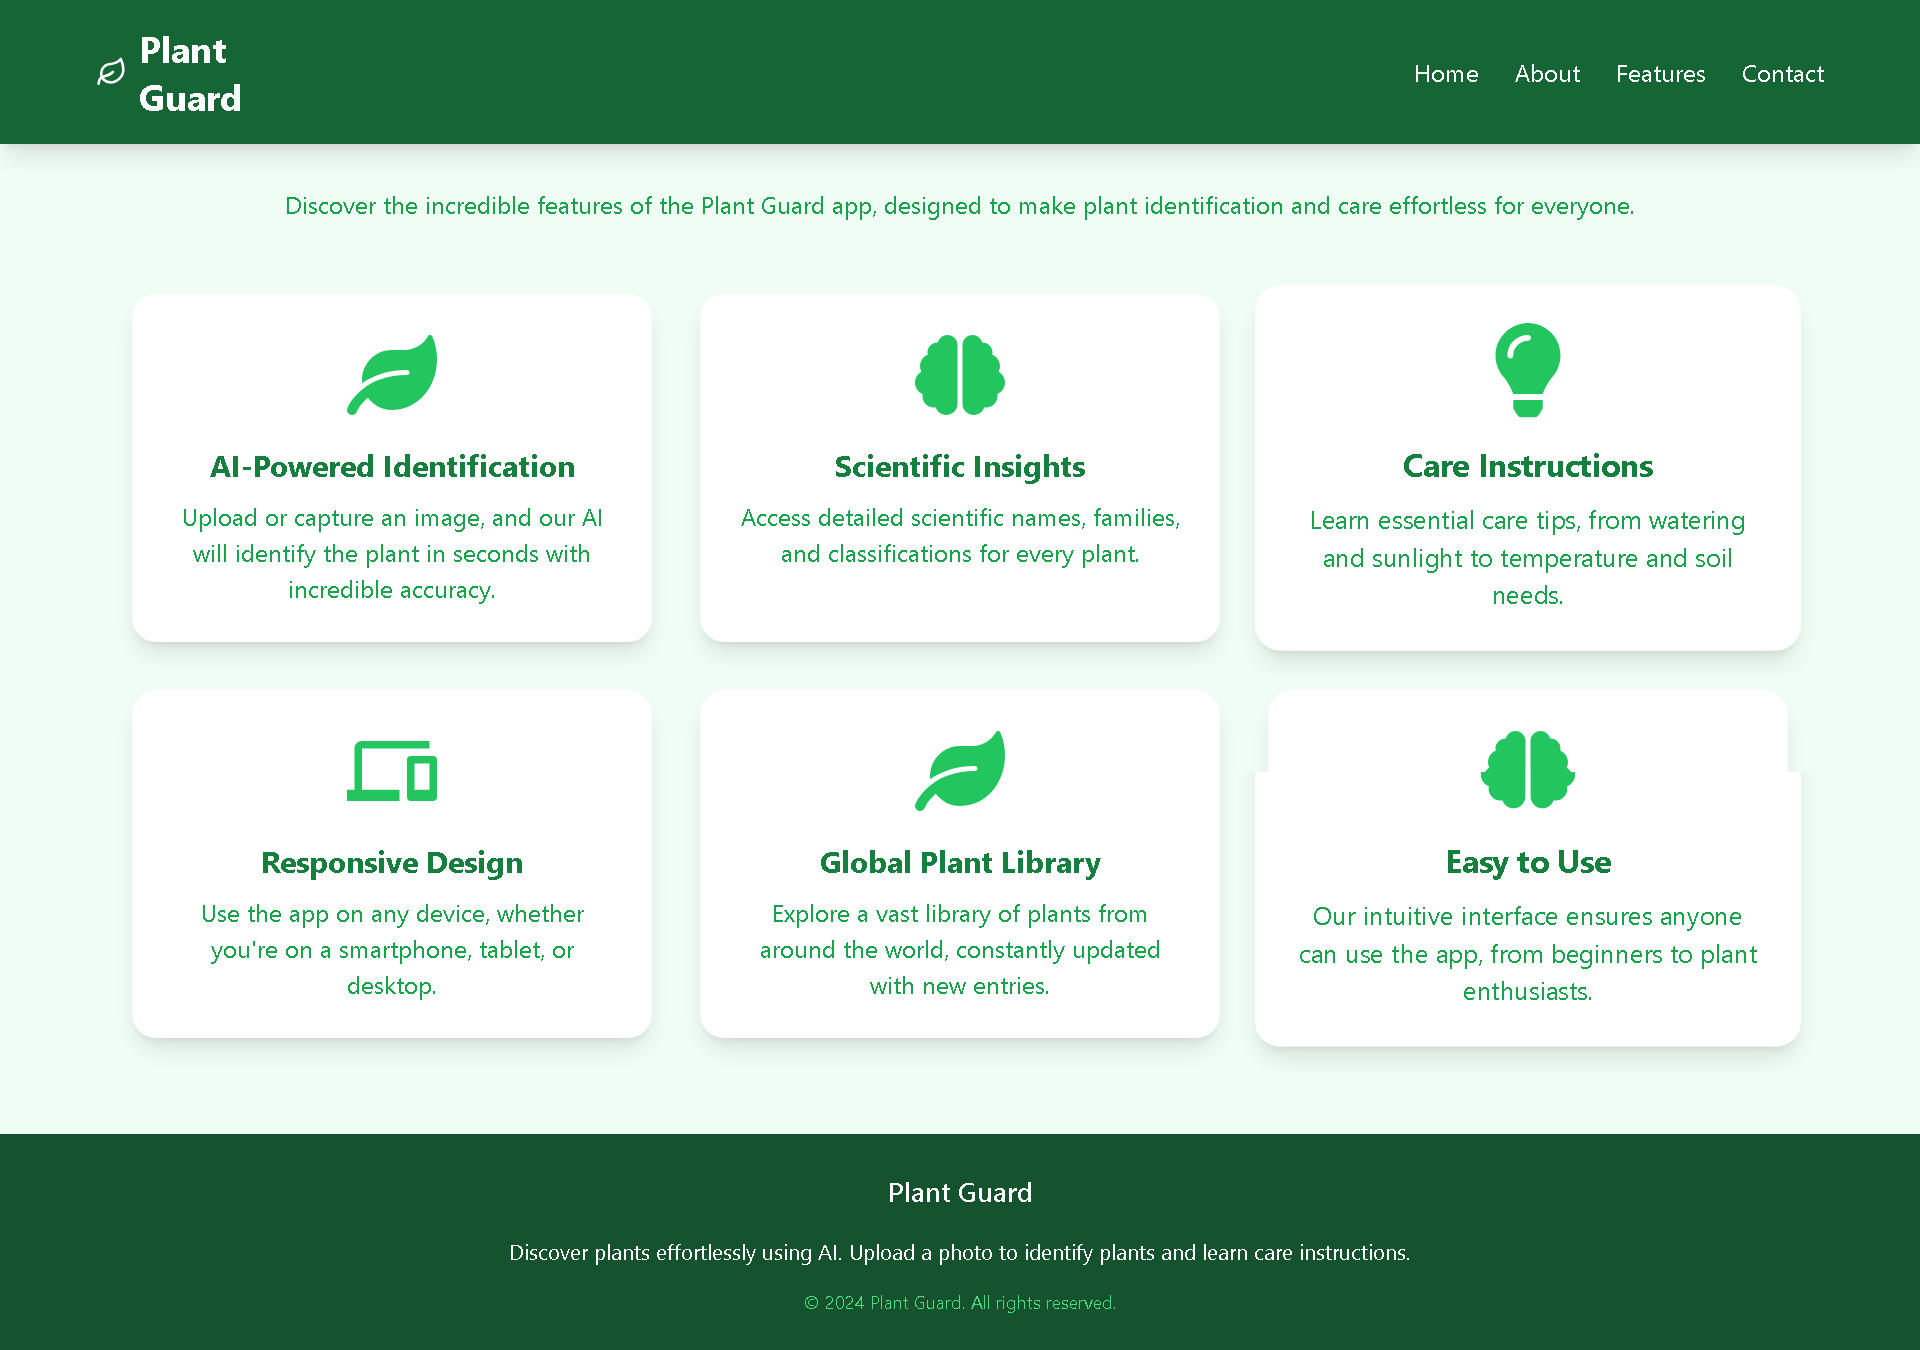 Plant
Guard
Home
About
Features
Contact
Discover the incredible features of the Plant Guard app, designed to make plant identification and care effortless for everyone.
AI-Powered Identification
Upload or capture an image, and our AI
will identify the plant in seconds with
incredible accuracy.
Scientific Insights
Access detailed scientific names, families,
and classifications for every plant.
Care Instructions
Learn essential care tips, from watering
and sunlight to temperature and soil
needs.
Responsive Design
Use the app on any device, whether
you're on a smartphone, tablet, or
desktop.
Global Plant Library
Explore a vast library of plants from
around the world, constantly updated
with new entries.
Easy to Use
Our intuitive interface ensures anyone
can use the app, from beginners to plant
enthusiasts.
Plant Guard
Discover plants effortlessly using AI. Upload a photo to identify plants and learn care instructions.
© 2024 Plant Guard. All rights reserved.